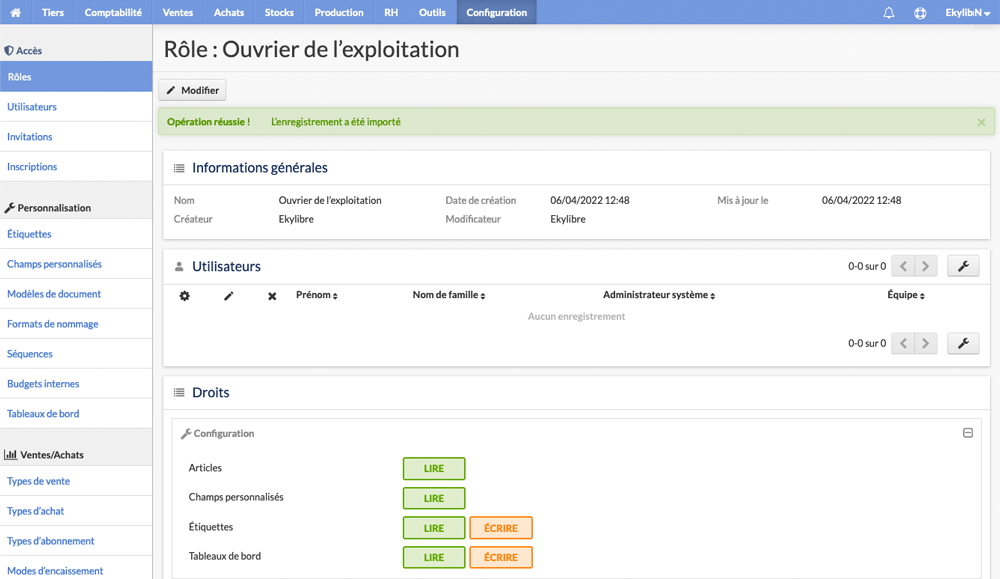 Tiers Comptabilité Ventes Achats Stocks Production RH Outils Configuration EkylibıN
Accès
Rôles
Utilisateurs
Invitations
Inscriptions
Personnalisation
Étiquettes
Champs personnalisés
Modèles de document
Formats de nommage
Séquences
Budgets internes
Tableaux de bord
Ventes/Achats
Types de vente
Types d'achat
Types d'abonnement
Modes d'encaissement
Rôle : Ouvrier de l'exploitation
Modifier
Opération réussie ! L'enregistrement a été importé ×
Informations générales
Nom Ouvrier de l'exploitation Date de création 06/04/2022 12:48 Mis à jour le 06/04/2022 12:48
Créateur Ekylibre Modificateur Ekylibre
Utilisateurs 0-0 sur 0
Prénom Nom de famille Administrateur système Équipe
Aucun enregistrement
0-0 sur 0
Droits
Configuration
Articles LIRE
Champs personnalisés LIRE
Étiquettes LIRE ÉCRIRE
Tableaux de bord LIRE ÉCRIRE